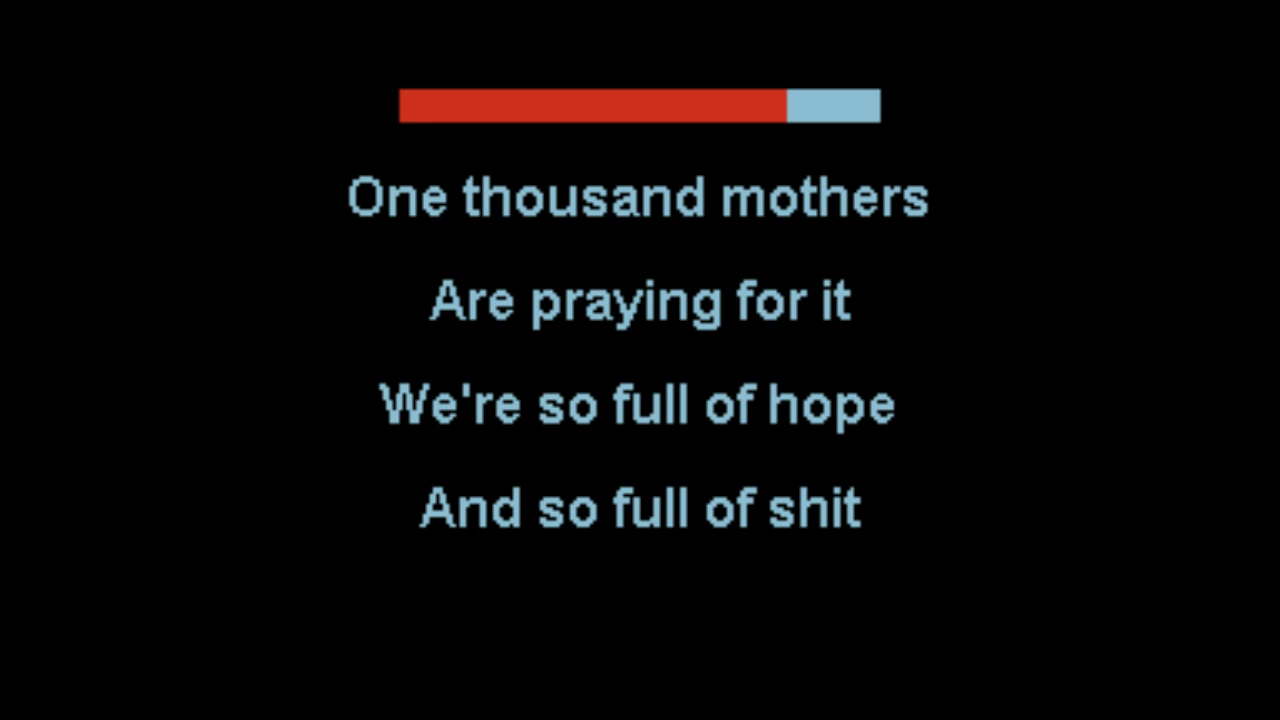 One thousand mothers
Are praying for it
We're so full of hope
And so full of shit